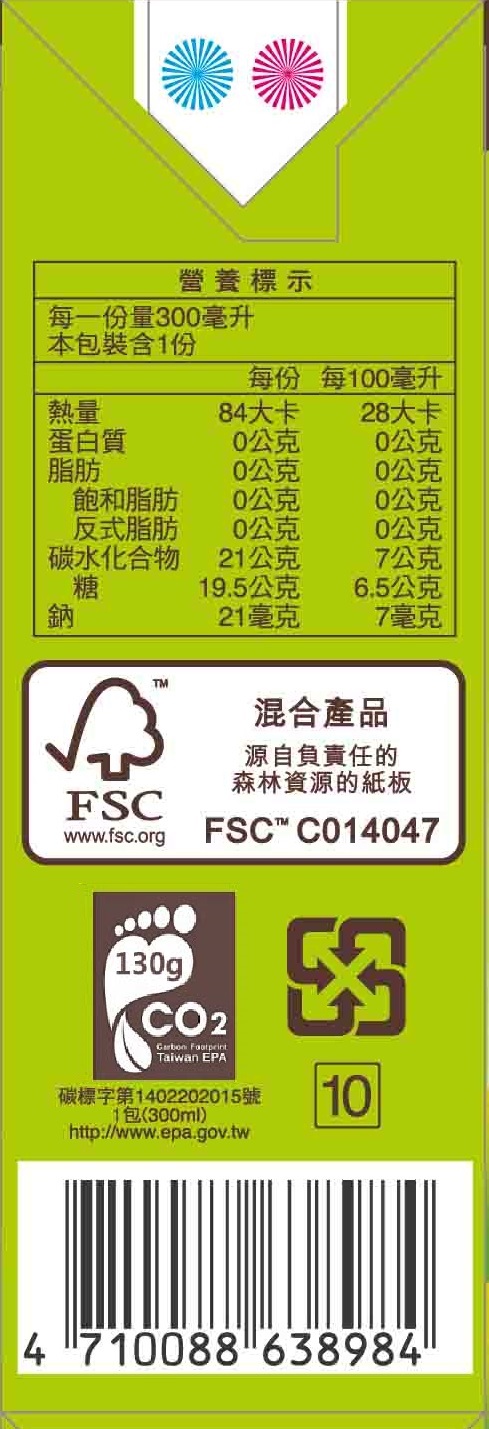 營養標示
每一份量300毫升
本包裝含1份
每份 每100毫升
熱量 84大卡 28大卡
蛋白質 0公克 0公克
脂肪 0公克 0公克
飽和脂肪 0公克 0公克
反式脂肪 0公克 0公克
碳水化合物 21公克 7公克
糖 19.5公克 6.5公克
鈉 21毫克 7毫克
TM
FSC
www.fsc.org
混合產品
源自負責任的
森林資源的紙板
FSC™ C014047
130g
CO2
Carbon Footprint
Taiwan EPA
碳標字第1402202015號
1包(300ml)
http://www.epa.gov.tw
10
4 710088 638984